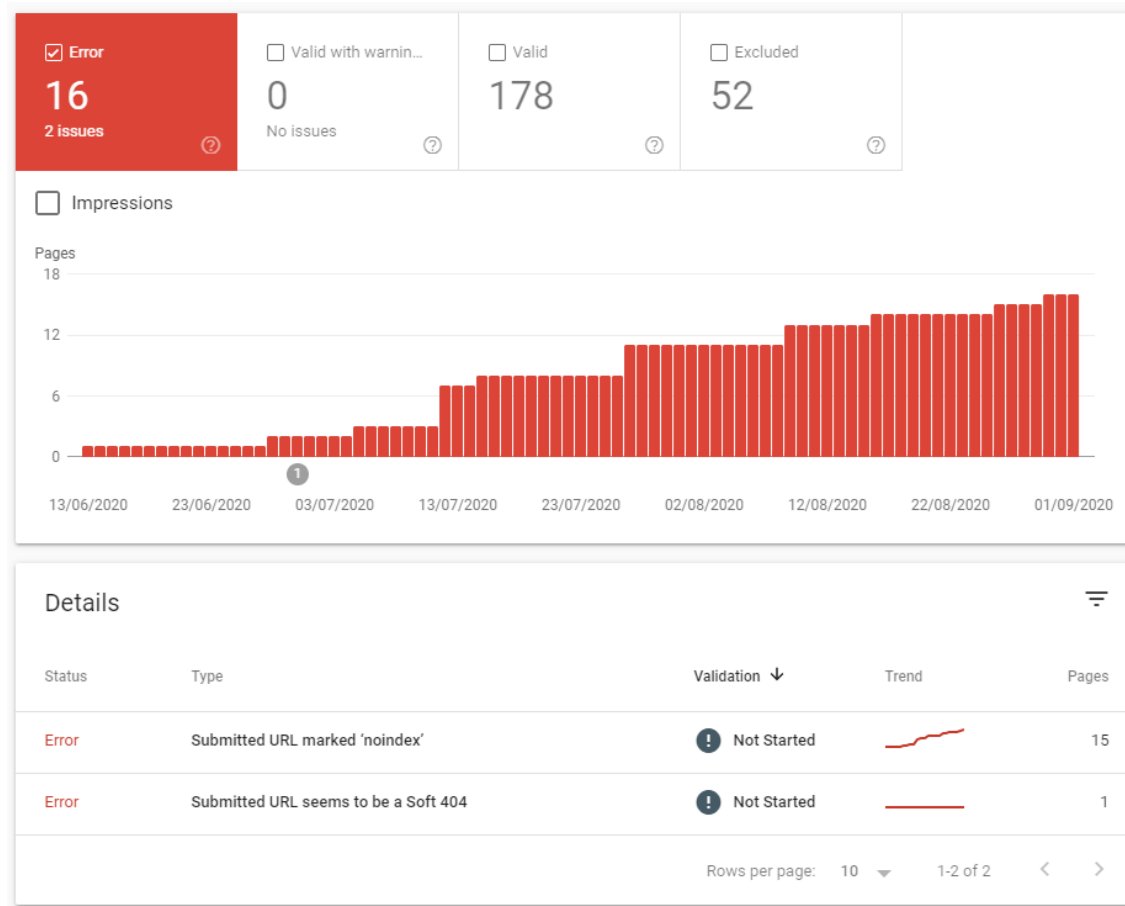 Error
Valid with warnin...
Valid
Excluded
16
0
178
52
2 issues
No issues
Impressions
Pages
18
12
6
0
1
13/06/2020 23/06/2020 03/07/2020 13/07/2020 23/07/2020 02/08/2020 12/08/2020 22/08/2020 01/09/2020
Details
Status Type Validation Trend Pages
Error Submitted URL marked ‘noindex’ Not Started 15
Error Submitted URL seems to be a Soft 404 Not Started 1
Rows per page: 10 1-2 of 2